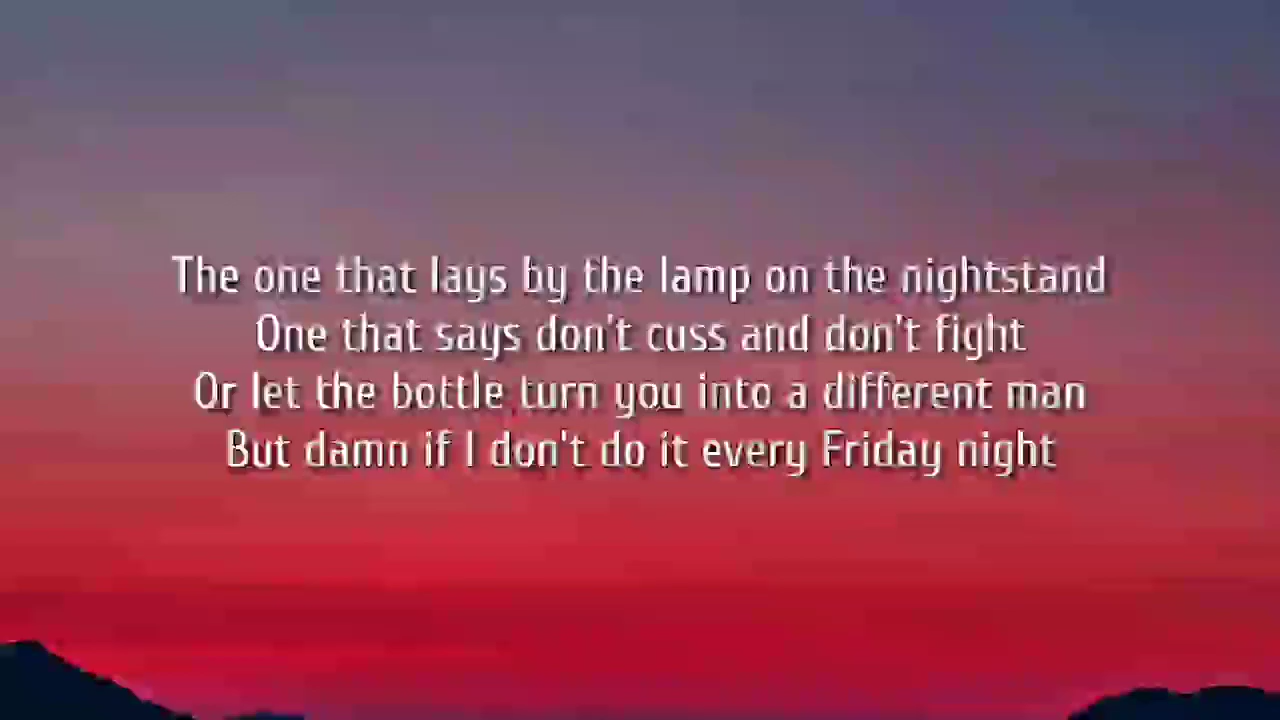 The one that lays by the lamp on the nightstand
One that says don't cuss and don't fight
Or let the bottle turn you into a different man
But damn if I don't do it every Friday night